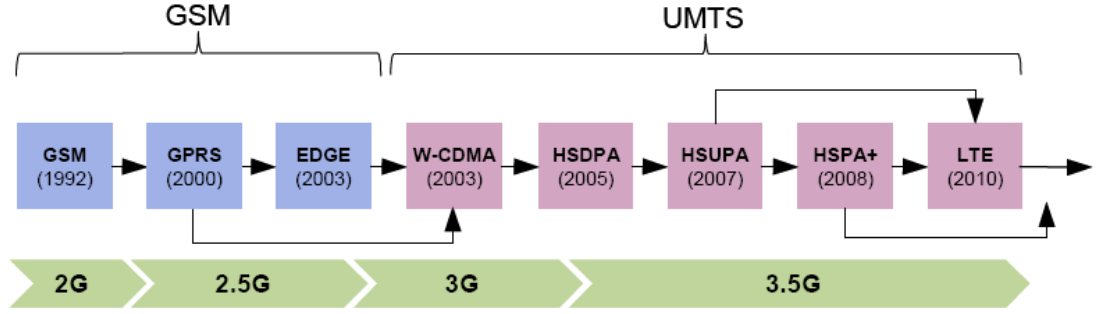 GSM
UMTS
GSM
(1992)
GPRS
(2000)
EDGE
(2003)
W-CDMA
(2003)
HSDPA
(2005)
HSUPA
(2007)
HSPA+
(2008)
LTE
(2010)
2G
2.5G
3G
3.5G